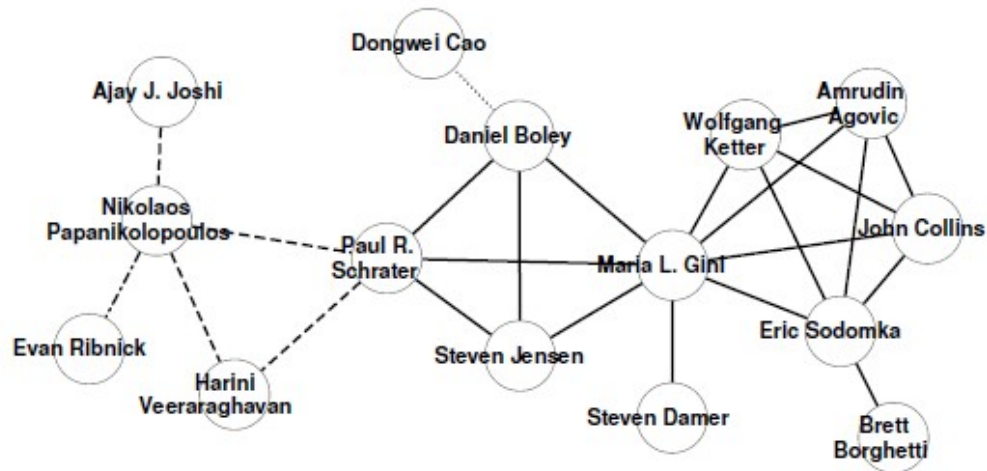 Dongwei Cao
Ajay J. Joshi
Daniel Boley
Wolfgang
Ketter
Amrudin
Agovic
Nikolaos
Papanikolopoulos
Paul R.
Schrater
Maria L. Gini
John Collins
Evan Ribnick
Harini
Veeraraghavan
Steven Jensen
Eric Sodomka
Steven Damer
Brett
Borghetti